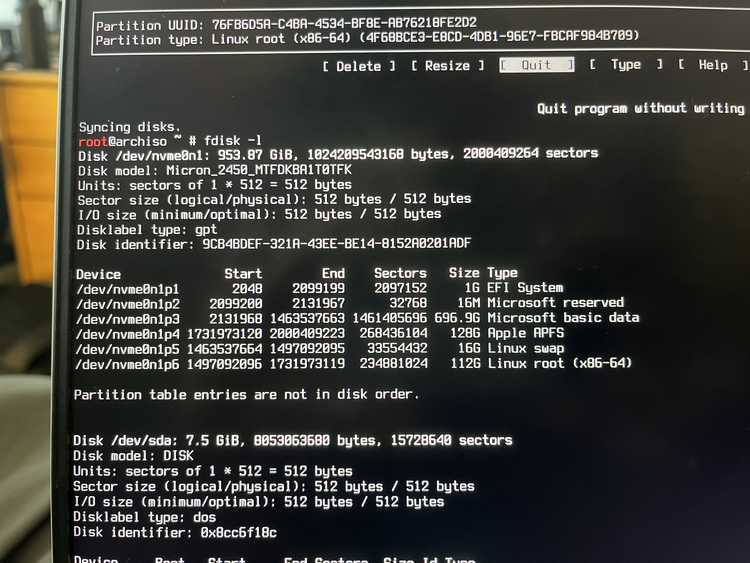 Partition UUID: 76FB6D5A-C4BA-4534-BF8E-AB76218FE2D2
Partition type: Linux root (x86-64) (4F68BCE3-E8CD-4DB1-96E7-FBCAF984B709)
[ Delete ] [ Resize ] [ Quit ] [ Type ] [ Help ]
Quit program without writing
Syncing disks.
root@archiso ~ # fdisk -l
Disk /dev/nvme0n1: 953.87 GiB, 1024209543168 bytes, 2000409264 sectors
Disk model: Micron_2450_MTFDKBA1T0TFK
Units: sectors of 1 * 512 = 512 bytes
Sector size (logical/physical): 512 bytes / 512 bytes
I/O size (minimum/optimal): 512 bytes / 512 bytes
Disklabel type: gpt
Disk identifier: 9CB4BDEF-321A-43EE-BE14-8152A0201ADF
Device Start End Sectors Size Type
/dev/nvme0n1p1 2048 2099199 2097152 1G EFI System
/dev/nvme0n1p2 2099200 2131967 32768 16M Microsoft reserved
/dev/nvme0n1p3 2131968 1463537663 1461405696 696.9G Microsoft basic data
/dev/nvme0n1p4 1731973120 2000409223 268436104 128G Apple APFS
/dev/nvme0n1p5 1463537664 1497092095 33554432 16G Linux swap
/dev/nvme0n1p6 1497092096 1731973119 234881024 112G Linux root (x86-64)
Partition table entries are not in disk order.
Disk /dev/sda: 7.5 GiB, 8053063680 bytes, 15728640 sectors
Disk model: DISK
Units: sectors of 1 * 512 = 512 bytes
Sector size (logical/physical): 512 bytes / 512 bytes
I/O size (minimum/optimal): 512 bytes / 512 bytes
Disklabel type: dos
Disk identifier: 0x8cc6f18c
Device Boot Start End Sectors Size Id Type